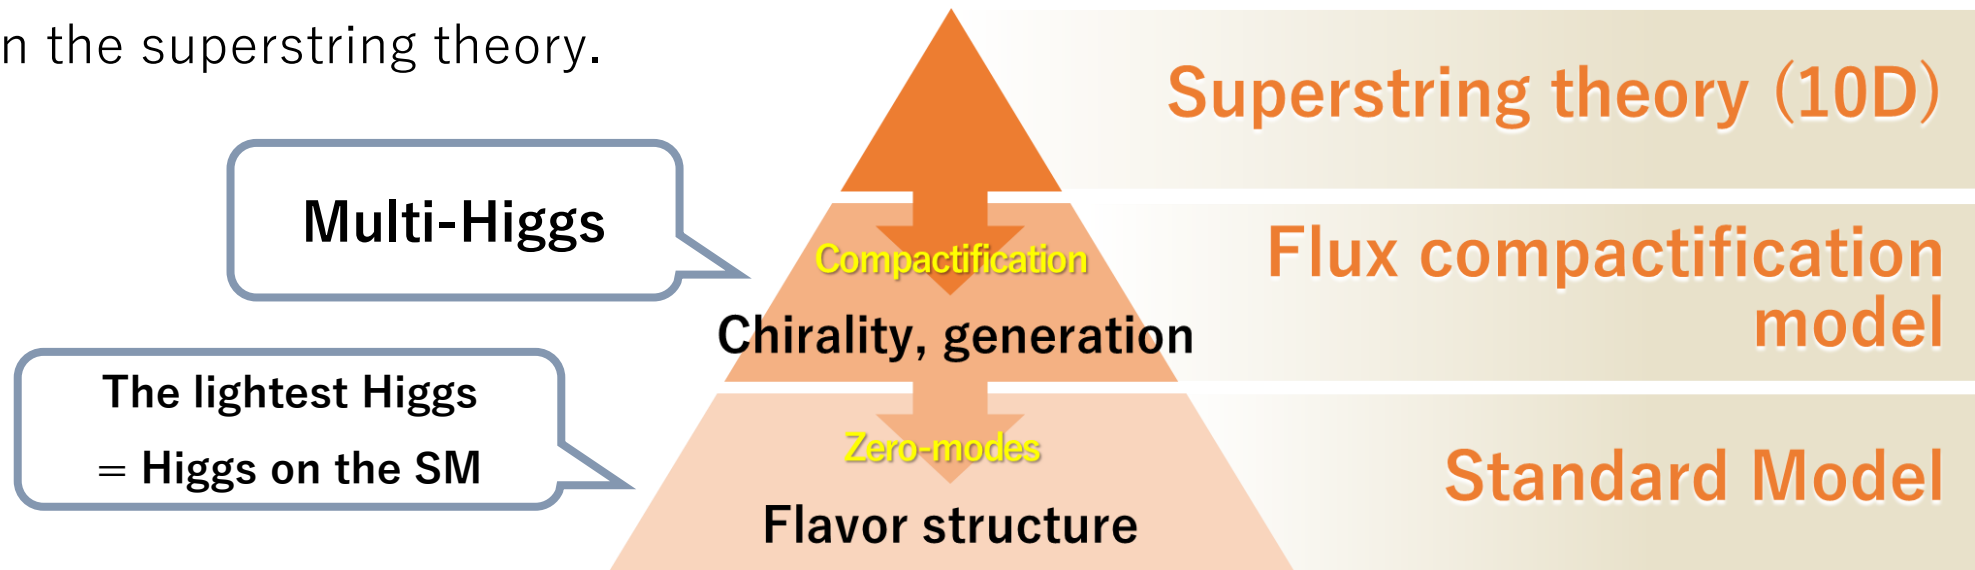 n the superstring theory.
Superstring theory (10D)
Multi-Higgs
Compactification
Chirality, generation
Flux compactification
model
The lightest Higgs
= Higgs on the SM
Zero-modes
Flavor structure
Standard Model